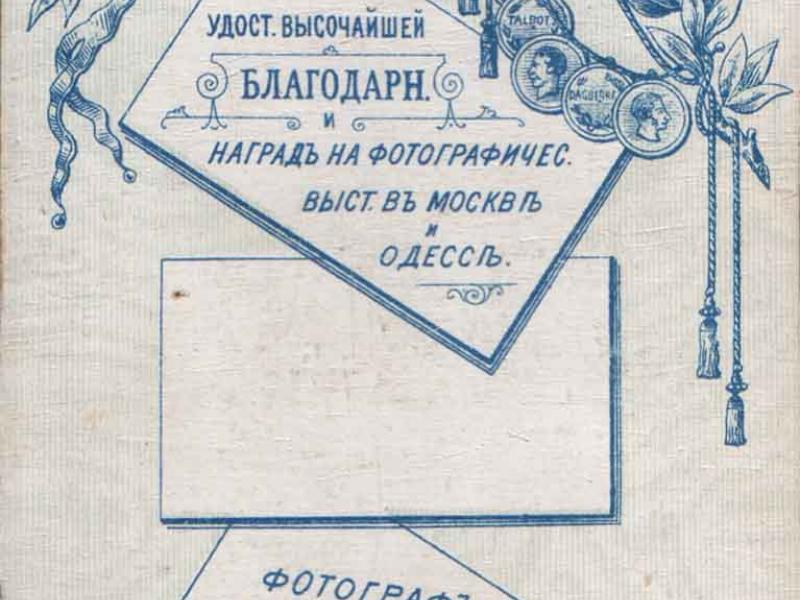 УДОСТ. ВЫСОЧАЙШЕЙ
БЛАГОДАРН.
И
НАГРАДЪ НА ФОТОГРАФИЧЕС.
ВЫСТ. ВЪ МОСКВѢ
и
ОДЕССѢ.
TALBOT
DAGUERRE
ФОТОГРАФЪ